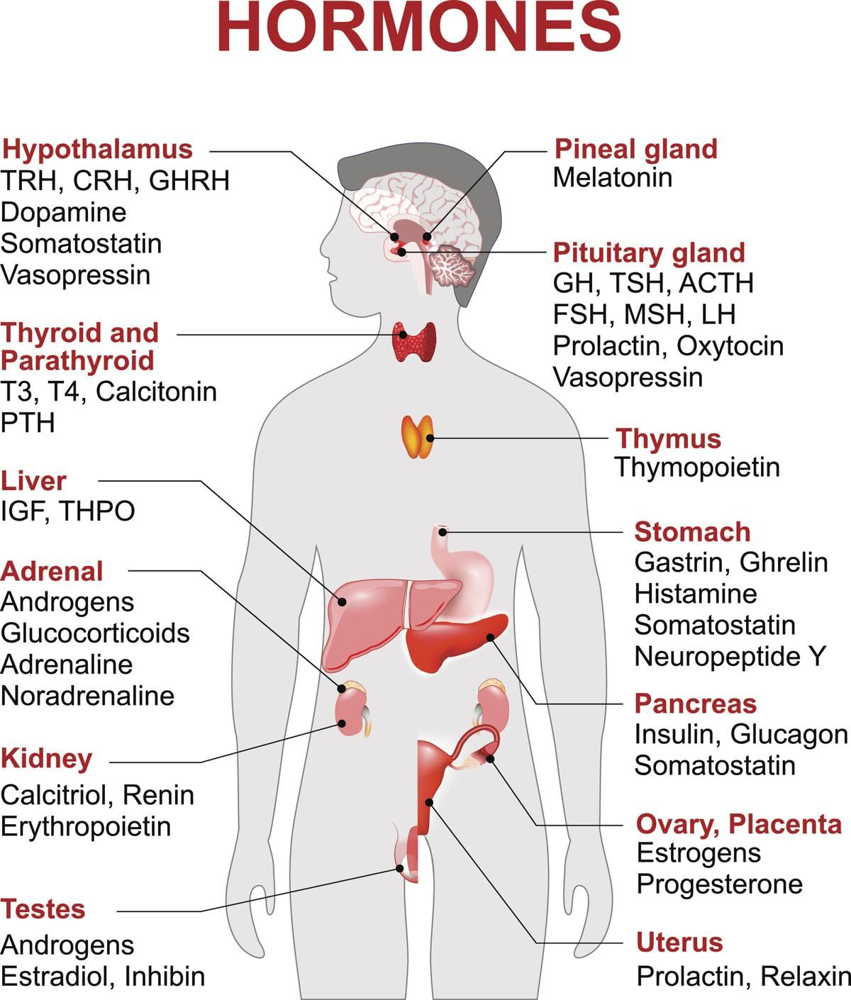 HORMONES
Hypothalamus
TRH, CRH, GHRH
Dopamine
Somatostatin
Vasopressin
Thyroid and
Parathyroid
T3, T4, Calcitonin
PTH
Liver
IGF, THPO
Adrenal
Androgens
Glucocorticoids
Adrenaline
Noradrenaline
Kidney
Calcitriol, Renin
Erythropoietin
Testes
Androgens
Estradiol, Inhibin
Pineal gland
Melatonin
Pituitary gland
GH, TSH, ACTH
FSH, MSH, LH
Prolactin, Oxytocin
Vasopressin
Thymus
Thymopoietin
Stomach
Gastrin, Ghrelin
Histamine
Somatostatin
Neuropeptide Y
Pancreas
Insulin, Glucagon
Somatostatin
Ovary, Placenta
Estrogens
Progesterone
Uterus
Prolactin, Relaxin